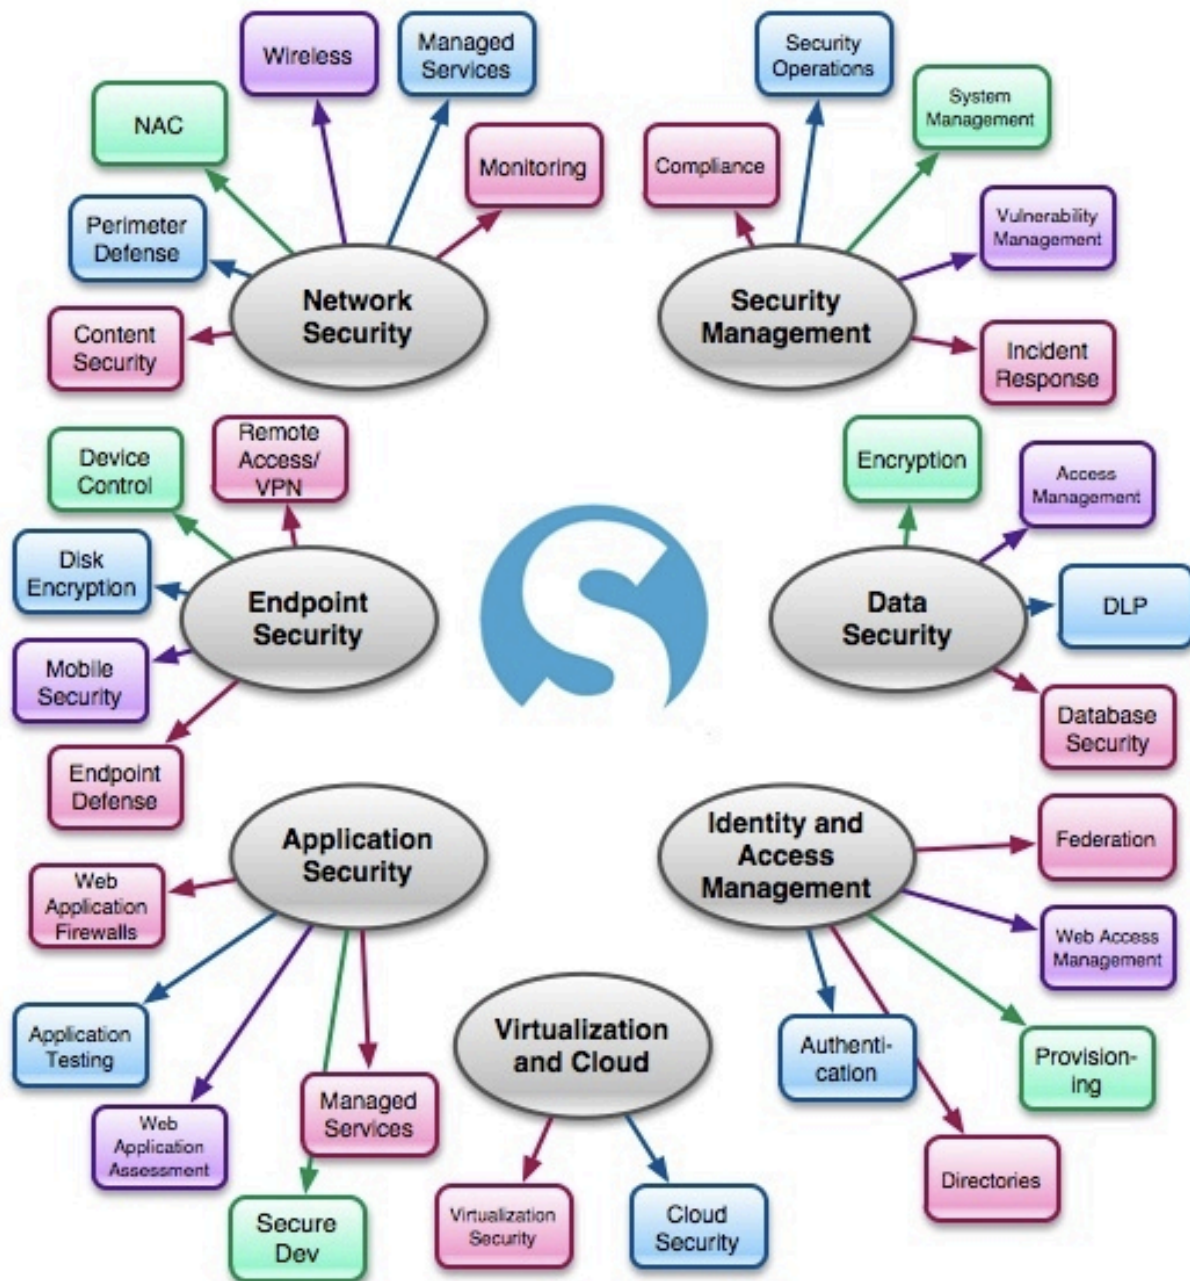 Wireless
Managed
Services
NAC
Monitoring
Perimeter
Defense
Content
Security
Network
Security
Security
Operations
System
Management
Compliance
Vulnerability
Management
Incident
Response
Security
Management
Device
Control
Remote
Access/
VPN
Disk
Encryption
Mobile
Security
Endpoint
Defense
Endpoint
Security
Encryption
Access
Management
DLP
Database
Security
Data
Security
Application
Security
Web
Application
Firewalls
Application
Testing
Web
Application
Assessment
Secure
Dev
Managed
Services
Virtualization
and Cloud
Virtualization
Security
Cloud
Security
Identity and
Access
Management
Federation
Web Access
Management
Provision-
ing
Authenti-
cation
Directories